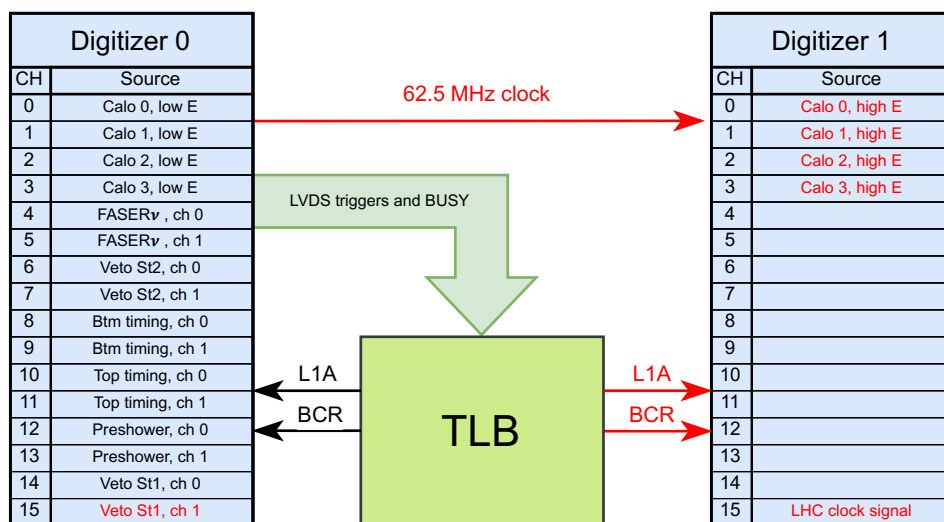 Digitizer 0
CH Source
0 Calo 0, low E
1 Calo 1, low E
2 Calo 2, low E
3 Calo 3, low E
4 FASERν , ch 0
5 FASERν , ch 1
6 Veto St2, ch 0
7 Veto St2, ch 1
8 Btm timing, ch 0
9 Btm timing, ch 1
10 Top timing, ch 0
11 Top timing, ch 1
12 Preshower, ch 0
13 Preshower, ch 1
14 Veto St1, ch 0
15 Veto St1, ch 1
62.5 MHz clock
LVDS triggers and BUSY
L1A
BCR
TLB
L1A
BCR
Digitizer 1
CH Source
0 Calo 0, high E
1 Calo 1, high E
2 Calo 2, high E
3 Calo 3, high E
4
5
6
7
8
9
10
11
12
13
14
15 LHC clock signal